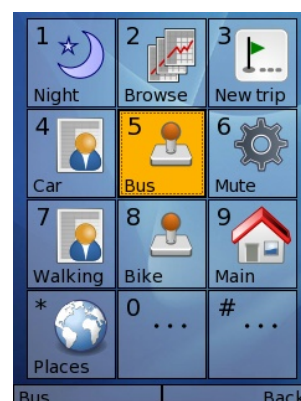 1 2 3
Night Browse New trip
4 5 6
Car Bus Mute
7 8 9
Walking Bike Main
* 0 ... # ...
Places
Bus Back